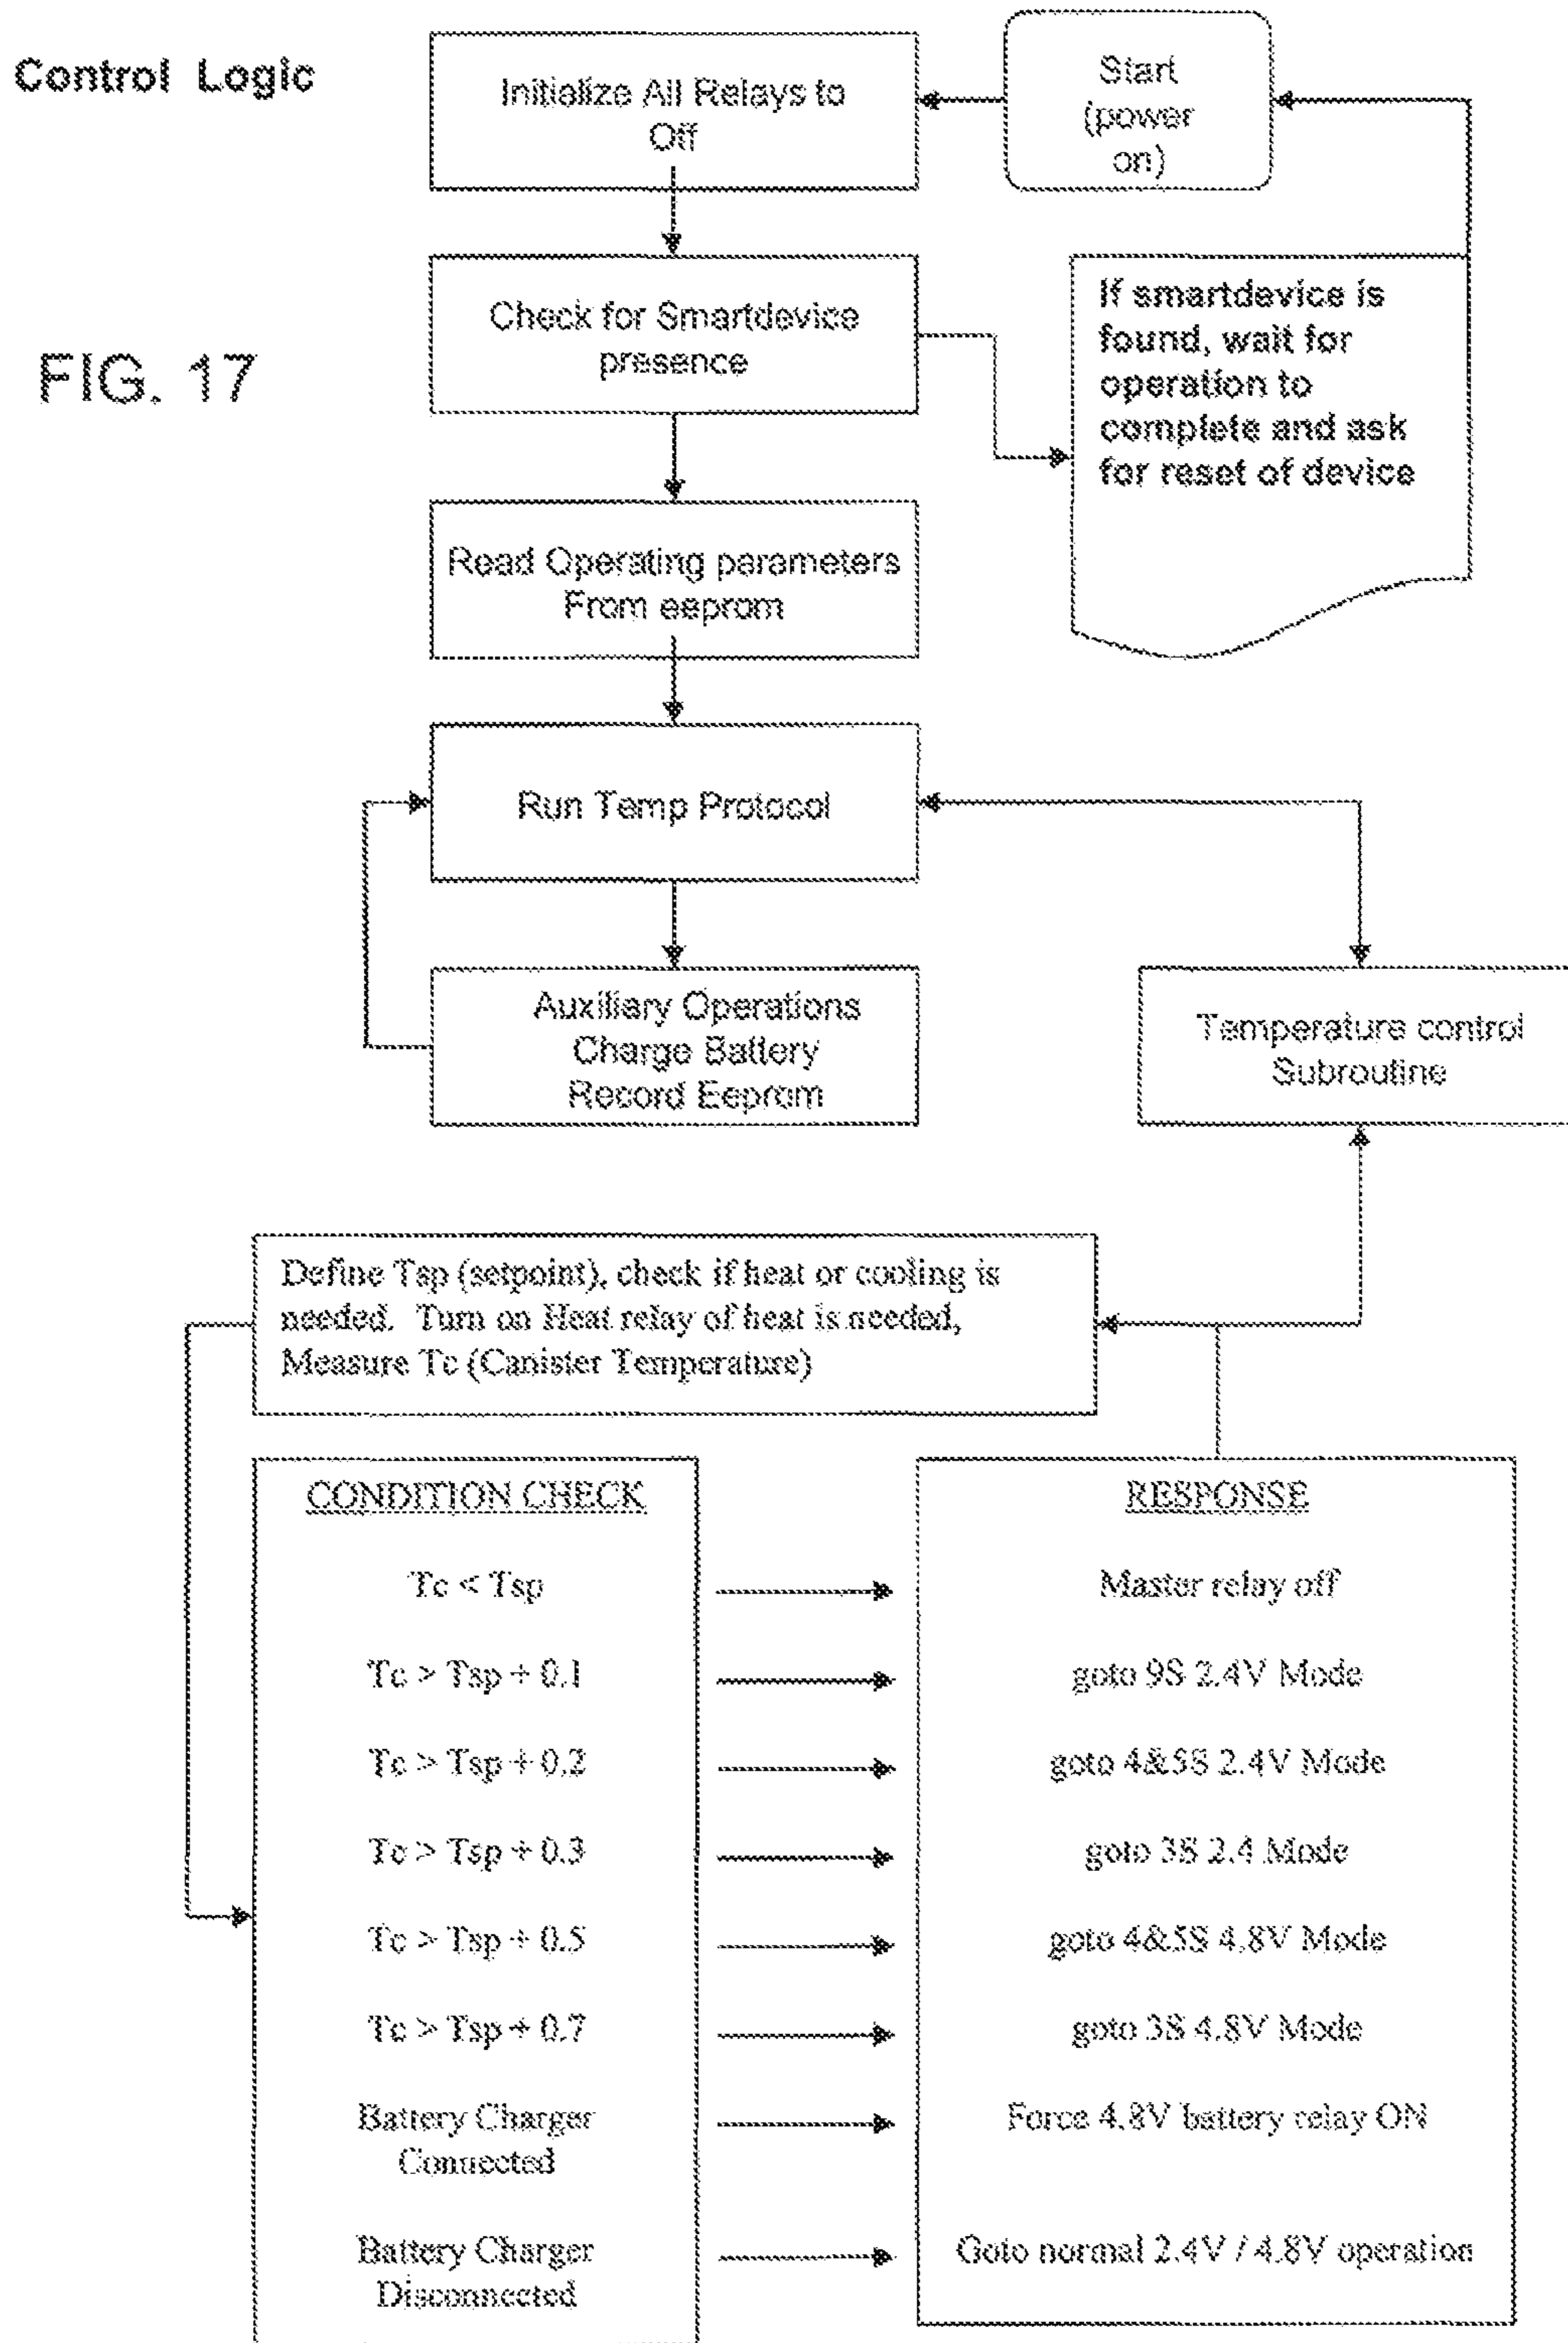 Control Logic
Start
(power
on)
Initialize All Relays to
Off
Check for Smartdevice
presence
If smartdevice is
found, wait for
operation to
complete and ask
for reset of device
FIG. 17
Read Operating parameters
From eeprom
Run Temp Protocol
Auxiliary Operations
Charge Battery
Record Eeprom
Temperature control
Subroutine
Define Tsp (setpoint), check if heat or cooling is
needed. Turn on Heat relay of heat is needed,
Measure Tc (Canister Temperature)
CONDITION CHECK
RESPONSE
Tc < Tsp
Master relay off
Tc > Tsp + 0.1
goto 9S 2.4V Mode
Tc > Tsp + 0.2
goto 4&5S 2.4V Mode
Tc > Tsp + 0.3
goto 3S 2.4 Mode
Tc > Tsp + 0.5
goto 4&5S 4.8V Mode
Tc > Tsp + 0.7
goto 3S 4.8V Mode
Battery Charger
Connected
Force 4.8V battery relay ON
Battery Charger
Disconnected
Goto normal 2.4V / 4.8V operation